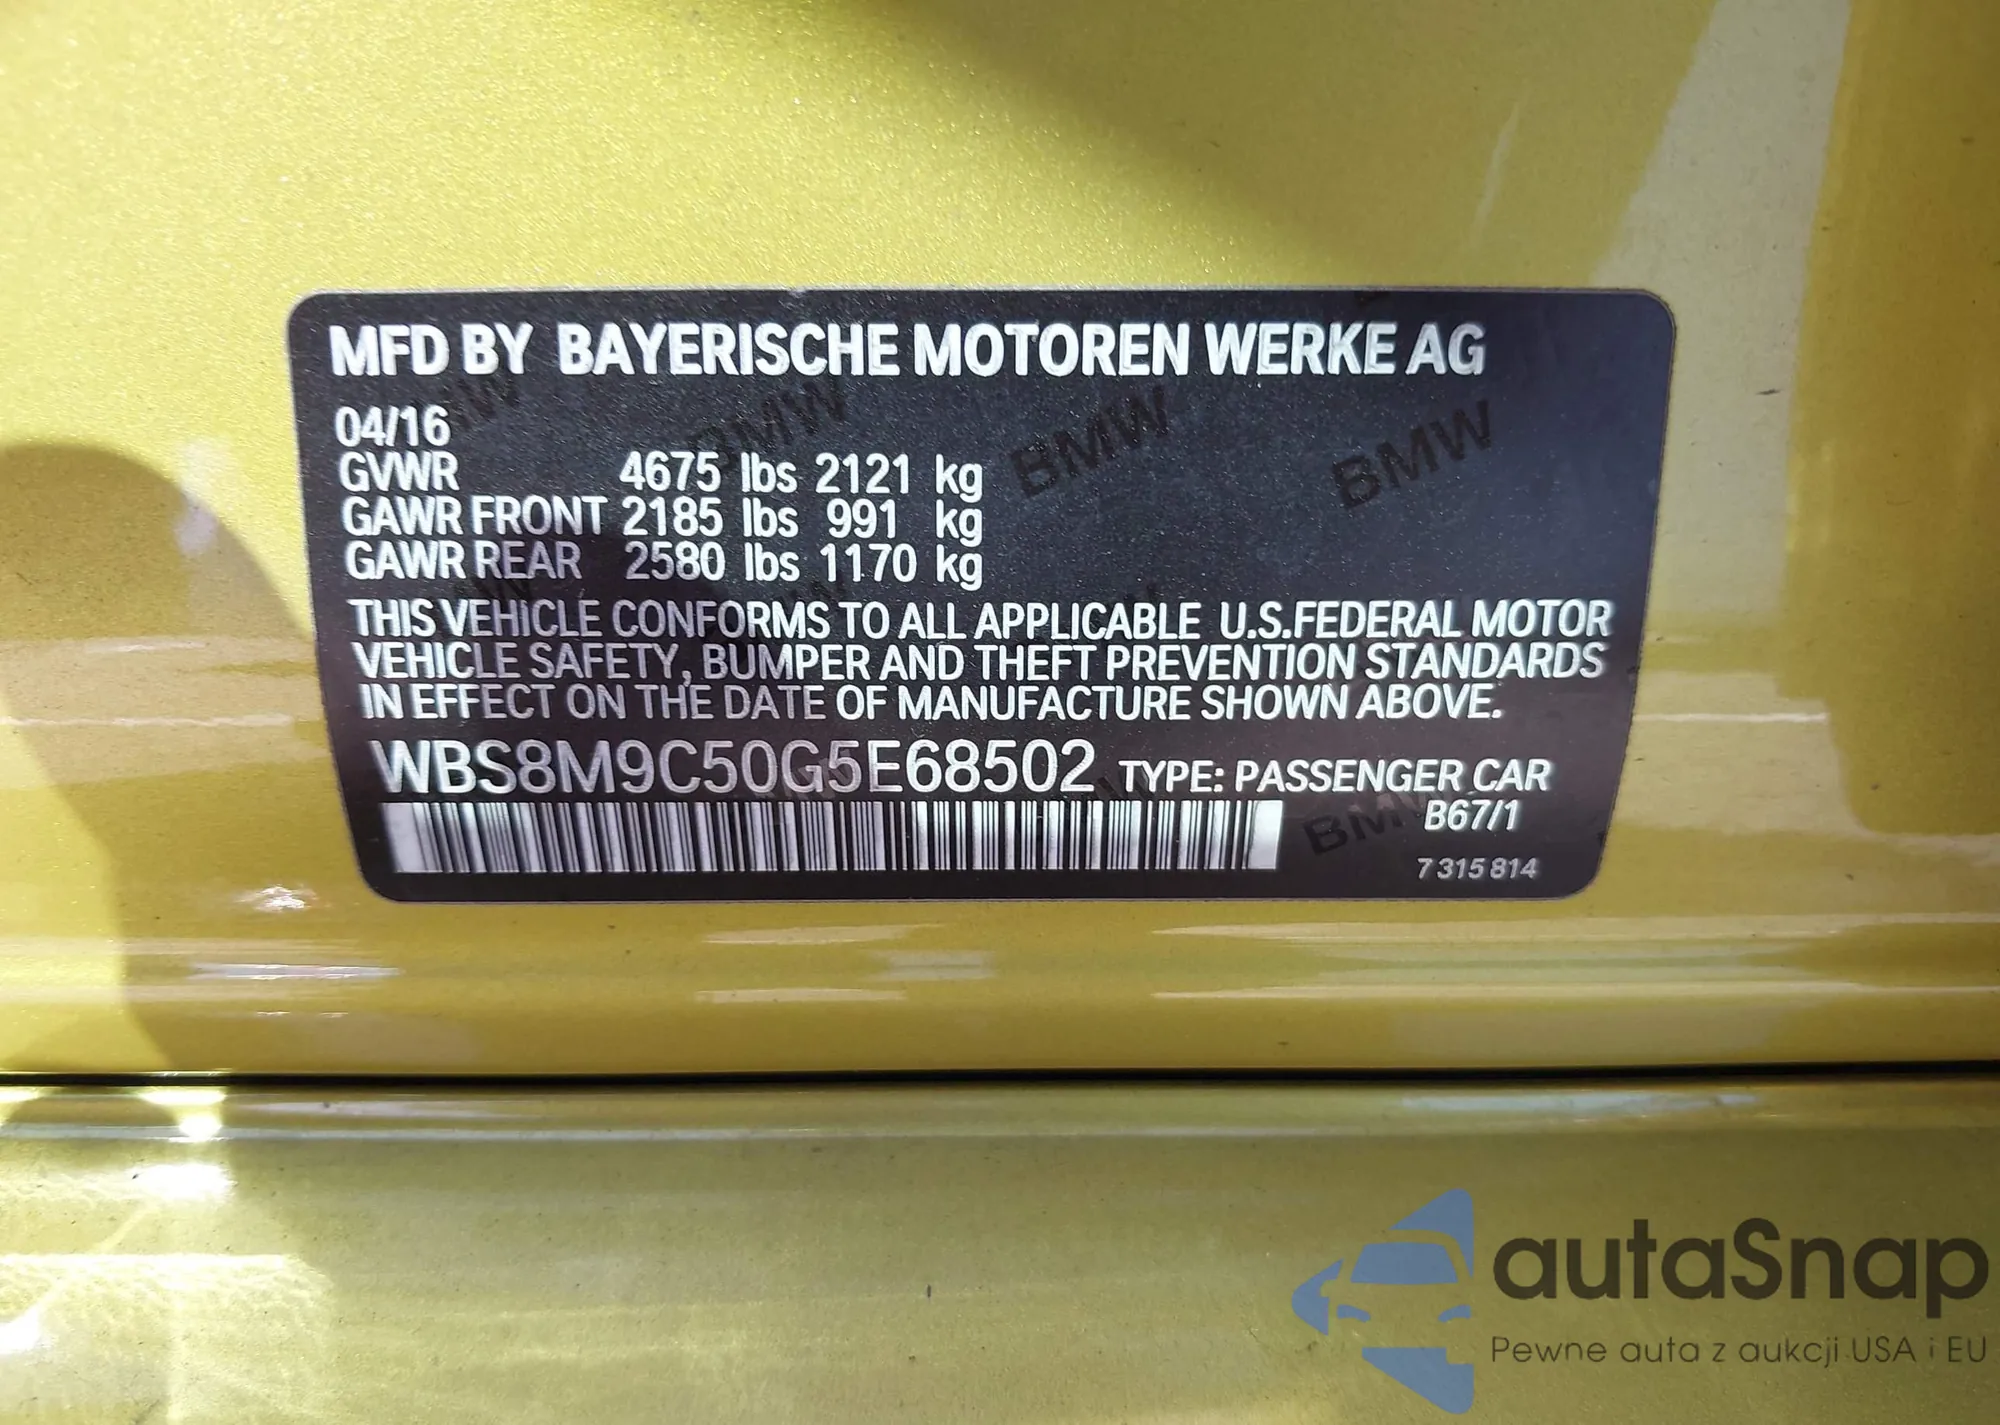 MFD BY BAYERISCHE MOTOREN WERKE AG
04/16
GVWR 4675 lbs 2121 kg
GAWR FRONT 2185 lbs 991 kg
GAWR REAR 2580 lbs 1170 kg
THIS VEHICLE CONFORMS TO ALL APPLICABLE U.S.FEDERAL MOTOR
VEHICLE SAFETY, BUMPER AND THEFT PREVENTION STANDARDS
IN EFFECT ON THE DATE OF MANUFACTURE SHOWN ABOVE.
WBS8M9C50G5E68502 TYPE: PASSENGER CAR
B67/1
7 315 814
BMW BMW BMW
autaSnap
Pewne auta z aukcji USA i EU